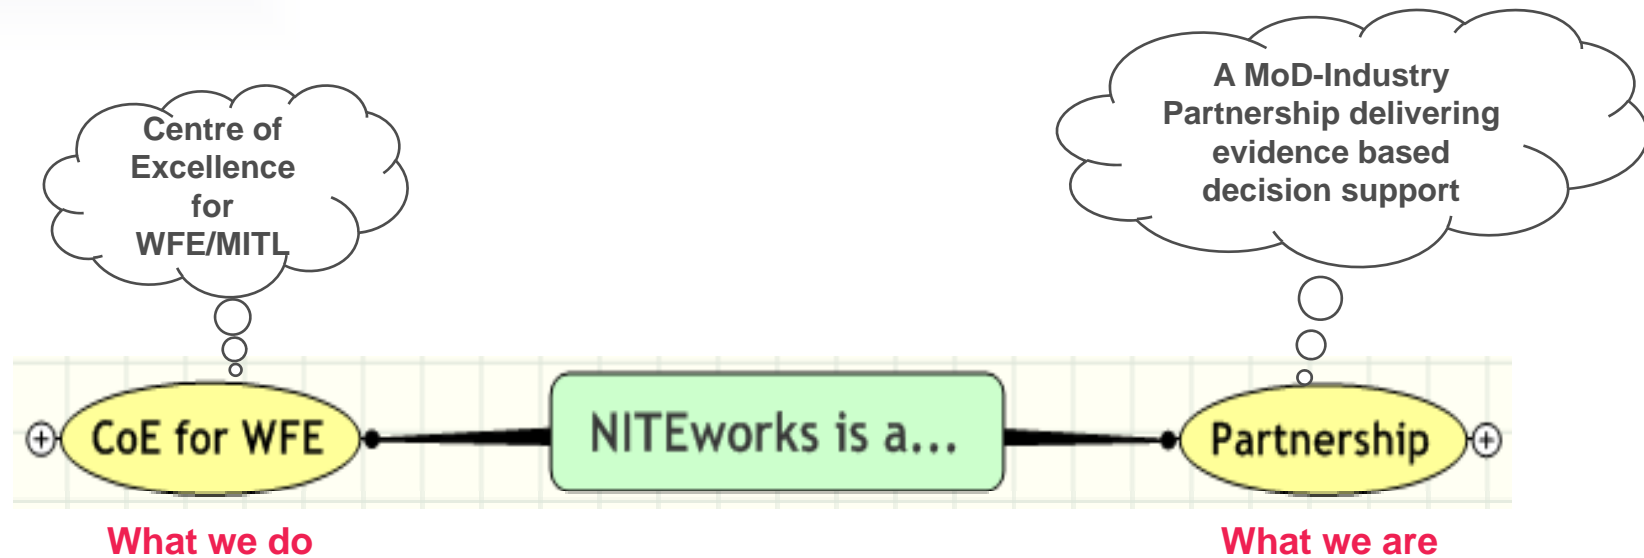 Centre of
Excellence
for
WFE/MITL
A MoD-Industry
Partnership delivering
evidence based
decision support
CoE for WFE
NITEworks is a...
Partnership
What we do
What we are